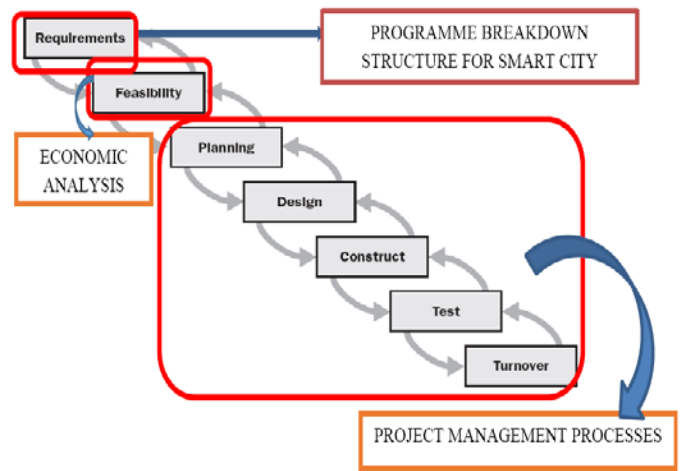 Requirements
PROGRAMME BREAKDOWN
STRUCTURE FOR SMART CITY
Feasibility
ECONOMIC
ANALYSIS
Planning
Design
Construct
Test
Turnover
PROJECT MANAGEMENT PROCESSES